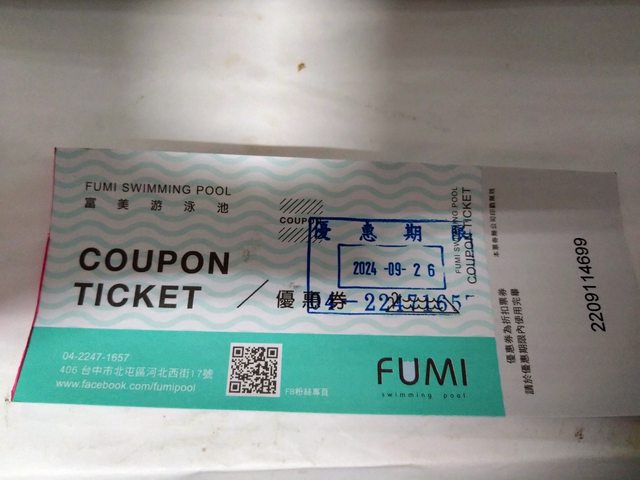 FUMI SWIMMING POOL
富美游泳池
COUPON
COUPON
TICKET
／優惠券
優惠期限
2024-09-26
04-22471657
04-2247-1657
406 台中市北屯區河北西街17號
www.facebook.com/fumipool
FB粉絲專頁
FUMI
swimming pool
FUMI SWIMMING POOL
COUPON TICKET
優惠券為折扣票券
請於優惠期限內使用完畢
2209114699